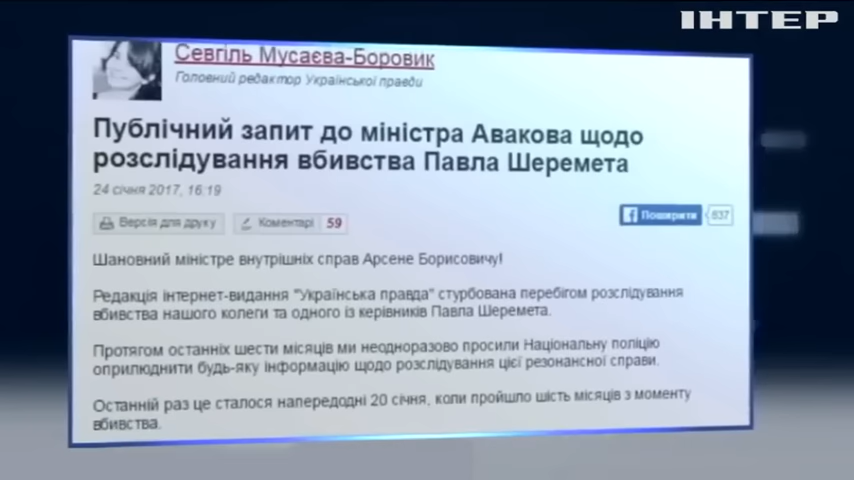 ІНТЕР
Севгіль Мусаєва-Боровик
Головний редактор Української правди
Публічний запит до міністра Авакова щодо
розслідування вбивства Павла Шеремета
24 січня 2017, 16:19
Версія для друку Коментарі 59 Поширити 637
Шановний міністре внутрішніх справ Арсене Борисовичу!
Редакція інтернет-видання "Українська правда" стурбована перебігом розслідування
вбивства нашого колеги та одного із керівників Павла Шеремета.
Протягом останніх шести місяців ми неодноразово просили Національну поліцію
оприлюднити будь-яку інформацію щодо розслідування цієї резонансної справи.
Останній раз це сталося напередодні 20 січня, коли пройшло шість місяців з моменту
вбивства.